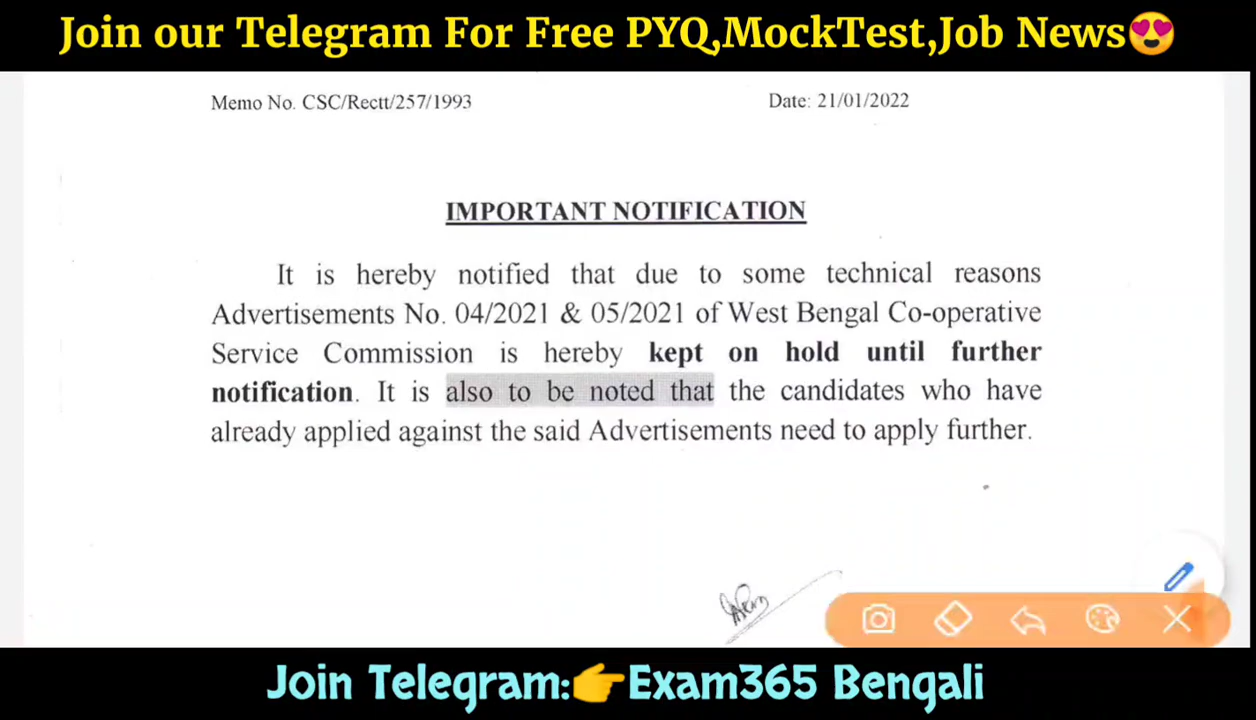 Join our Telegram For Free PYQ,MockTest,Job News😍
Memo No. CSC/Rectt/257/1993 Date: 21/01/2022
IMPORTANT NOTIFICATION
It is hereby notified that due to some technical reasons
Advertisements No. 04/2021 & 05/2021 of West Bengal Co-operative
Service Commission is hereby kept on hold until further
notification. It is also to be noted that the candidates who have
already applied against the said Advertisements need to apply further.
Join Telegram:👉Exam365 Bengali